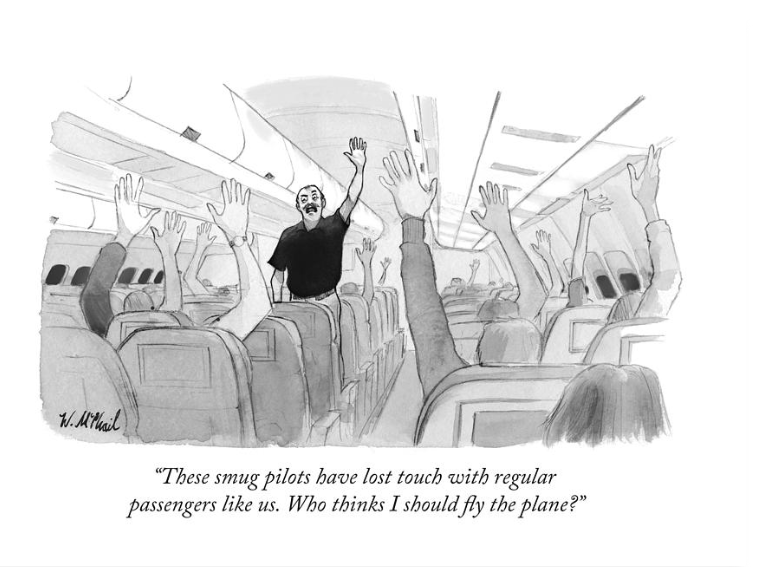 W. McPhail
“These smug pilots have lost touch with regular
passengers like us. Who thinks I should fly the plane?”